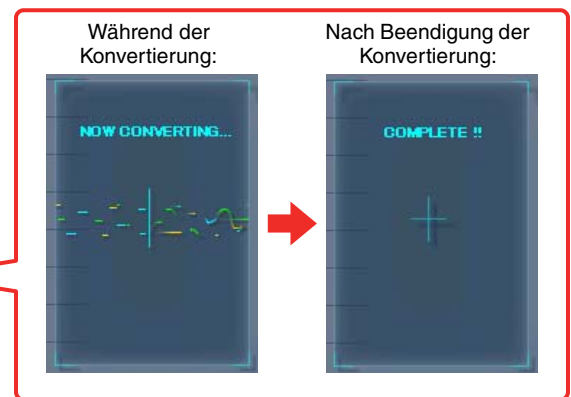 Während der
Konvertierung:
NOW CONVERTING...
Nach Beendigung der
Konvertierung:
COMPLETE !!